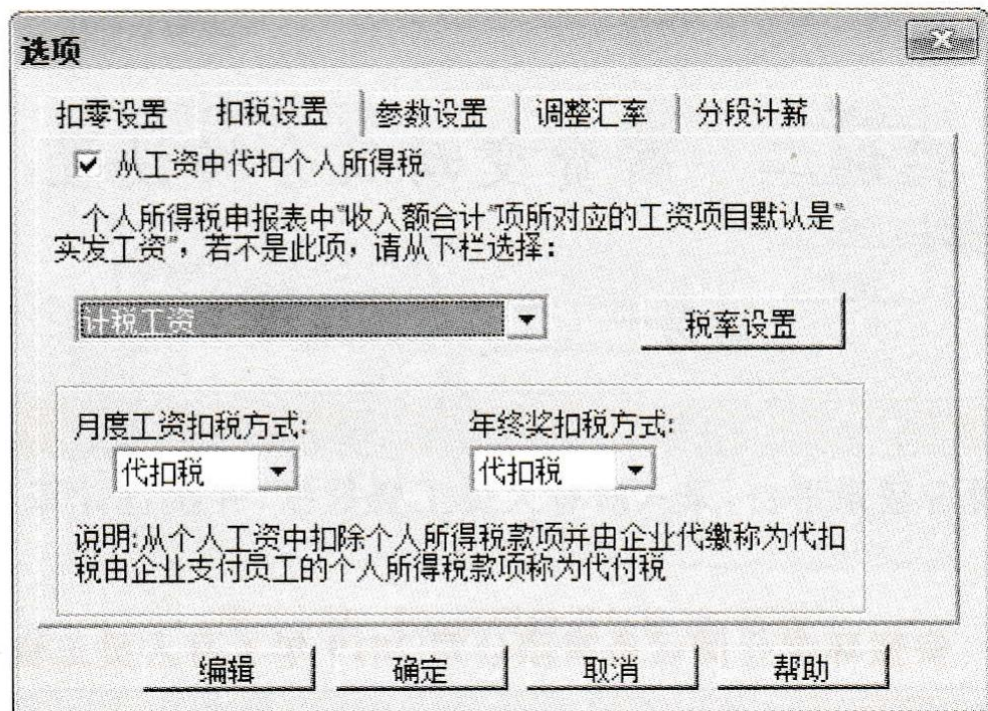 选项
扣零设置 扣税设置 参数设置 调整汇率 分段计薪
从工资中代扣个人所得税
个人所得税申报表中"收入额合计"项所对应的工资项目默认是"
实发工资"，若不是此项，请从下栏选择：
计税工资
税率设置
月度工资扣税方式: 年终奖扣税方式:
代扣税 代扣税
说明:从个人工资中扣除个人所得税款项并由企业代缴称为代扣
税由企业支付员工的个人所得税款项称为代付税
编辑 确定 取消 帮助